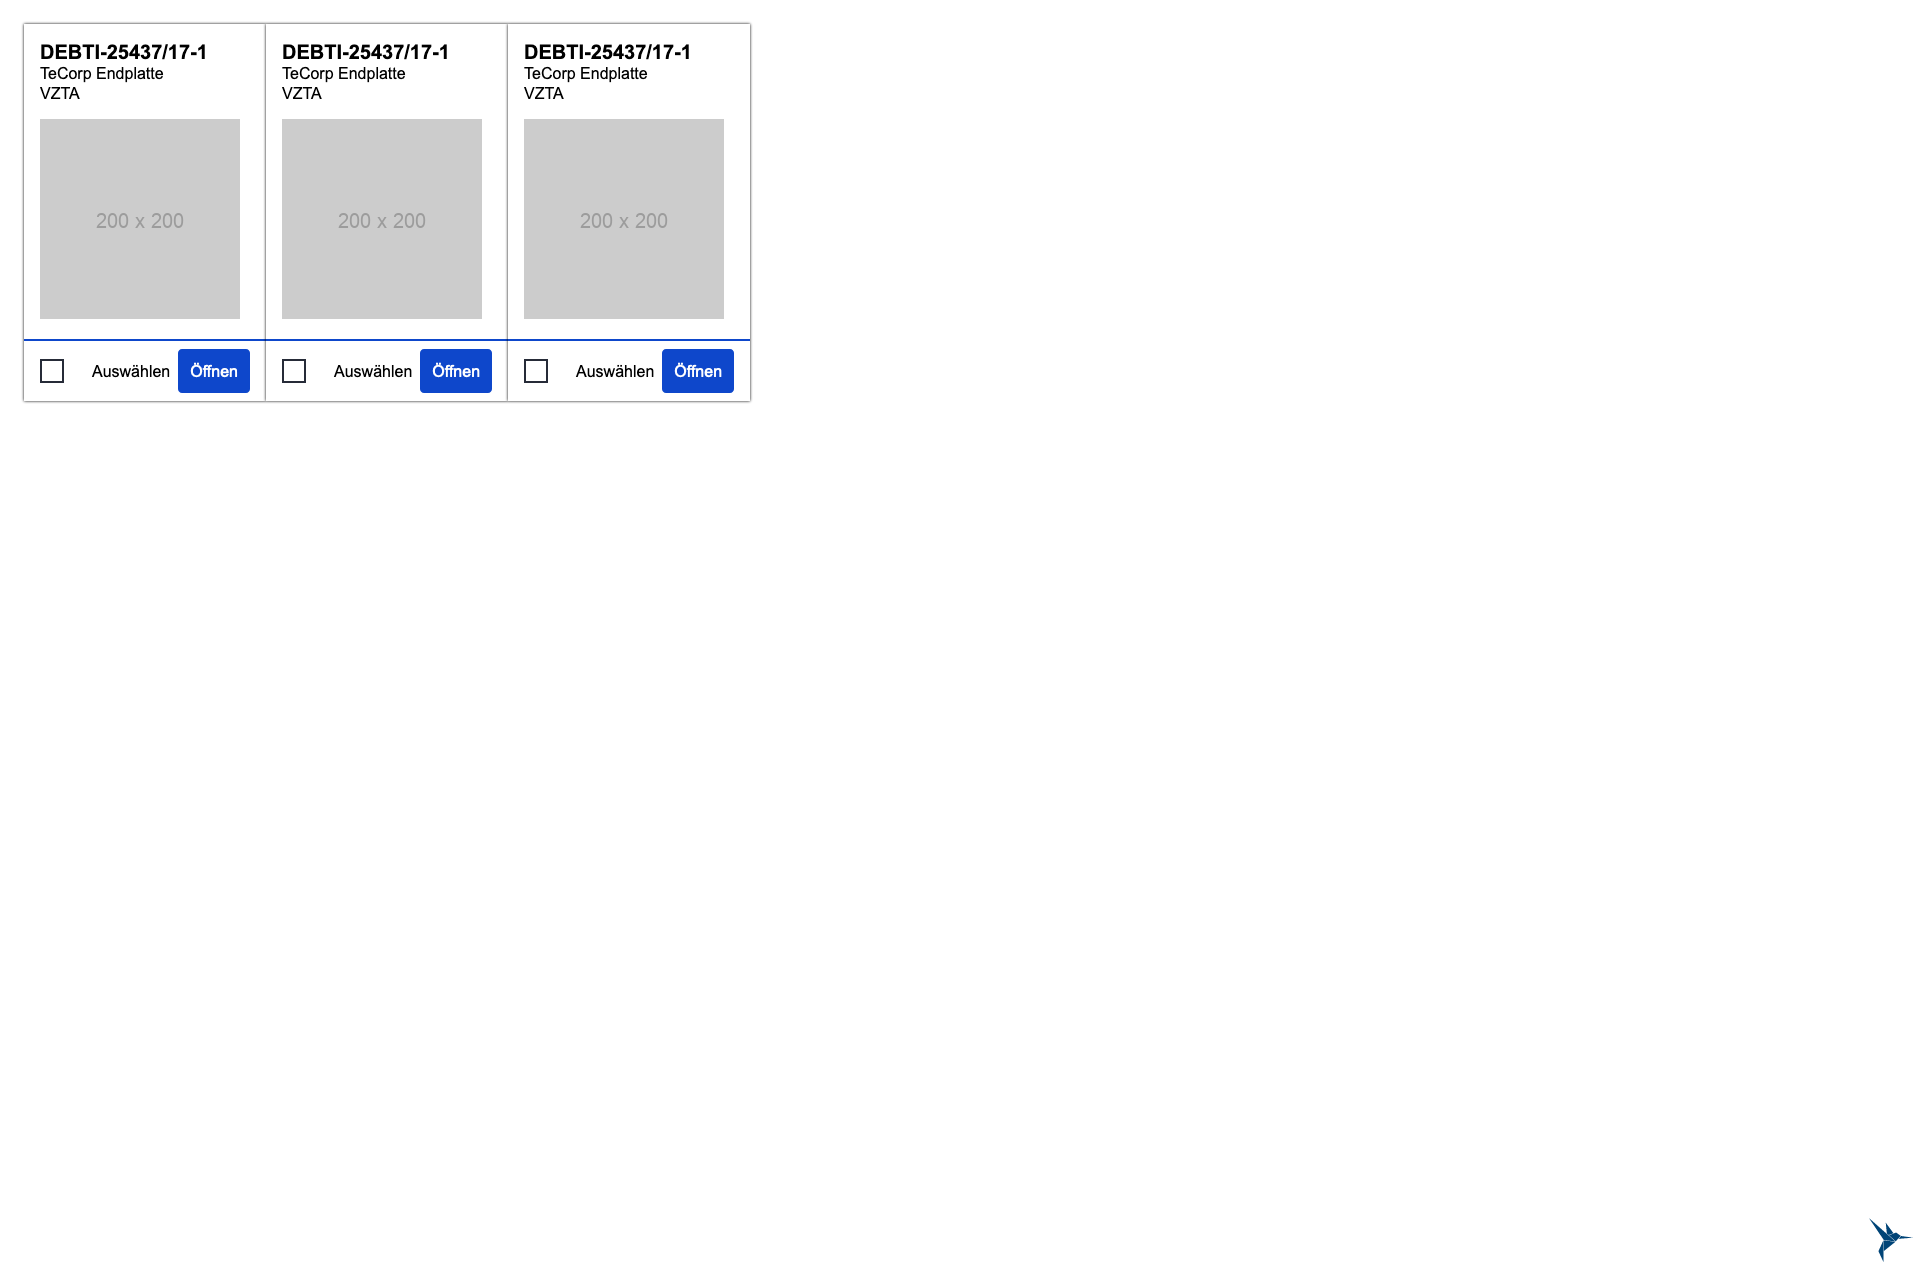 DEBTI-25437/17-1
TeCorp Endplatte
VZTA
200 x 200
Auswählen Öffnen
DEBTI-25437/17-1
TeCorp Endplatte
VZTA
200 x 200
Auswählen Öffnen
DEBTI-25437/17-1
TeCorp Endplatte
VZTA
200 x 200
Auswählen Öffnen